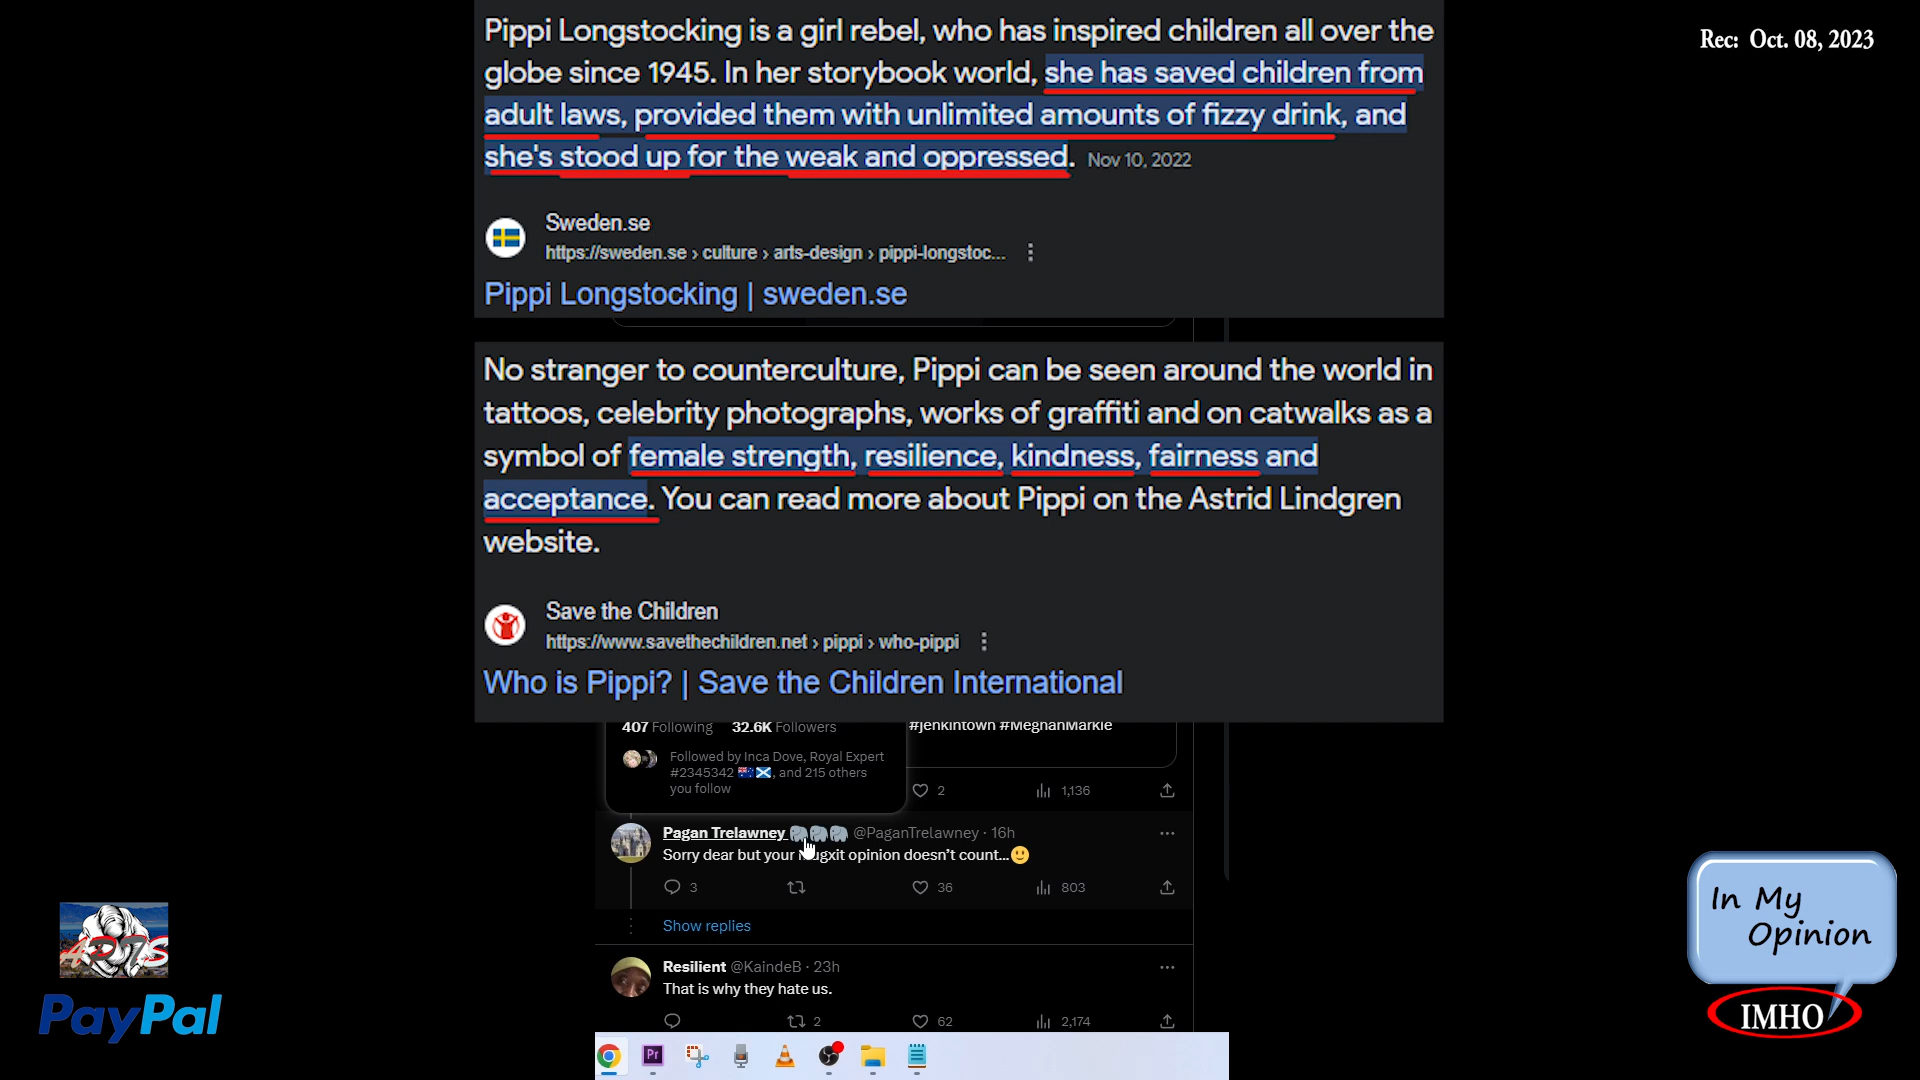 Pippi Longstocking is a girl rebel, who has inspired children all over the
globe since 1945. In her storybook world, she has saved children from
adult laws, provided them with unlimited amounts of fizzy drink, and
she's stood up for the weak and oppressed. Nov 10, 2022
Sweden.se
https://sweden.se › culture › arts-design › pippi-longstoc...
Pippi Longstocking | sweden.se
Rec: Oct. 08, 2023
No stranger to counterculture, Pippi can be seen around the world in
tattoos, celebrity photographs, works of graffiti and on catwalks as a
symbol of female strength, resilience, kindness, fairness and
acceptance. You can read more about Pippi on the Astrid Lindgren
website.
Save the Children
https://www.savethechildren.net › pippi › who-pippi
Who is Pippi? | Save the Children International
407 Following 32.6K Followers
#jenkintown #MeghanMarkle
Followed by Inca Dove, Royal Expert
#2345342 🇦🇺🏴󠁧󠁢󠁳󠁣󠁴󠁿, and 215 others
you follow
2 1,136
Pagan Trelawney 🐘🐘🐘 @PaganTrelawney · 16h
Sorry dear but your opinion doesn't count...🙂
3 36 803
Show replies
Resilient @KaindeB · 23h
That is why they hate us.
2 62 2,174
Pr
PayPal
In My
Opinion
IMHO